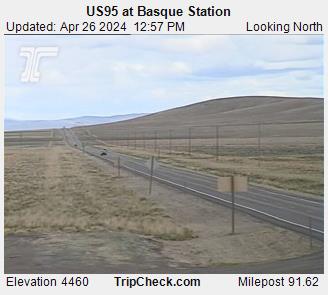 US95 at Basque Station
Updated: Apr 26 2024 12:57 PM Looking North
Elevation 4460 TripCheck.com Milepost 91.62